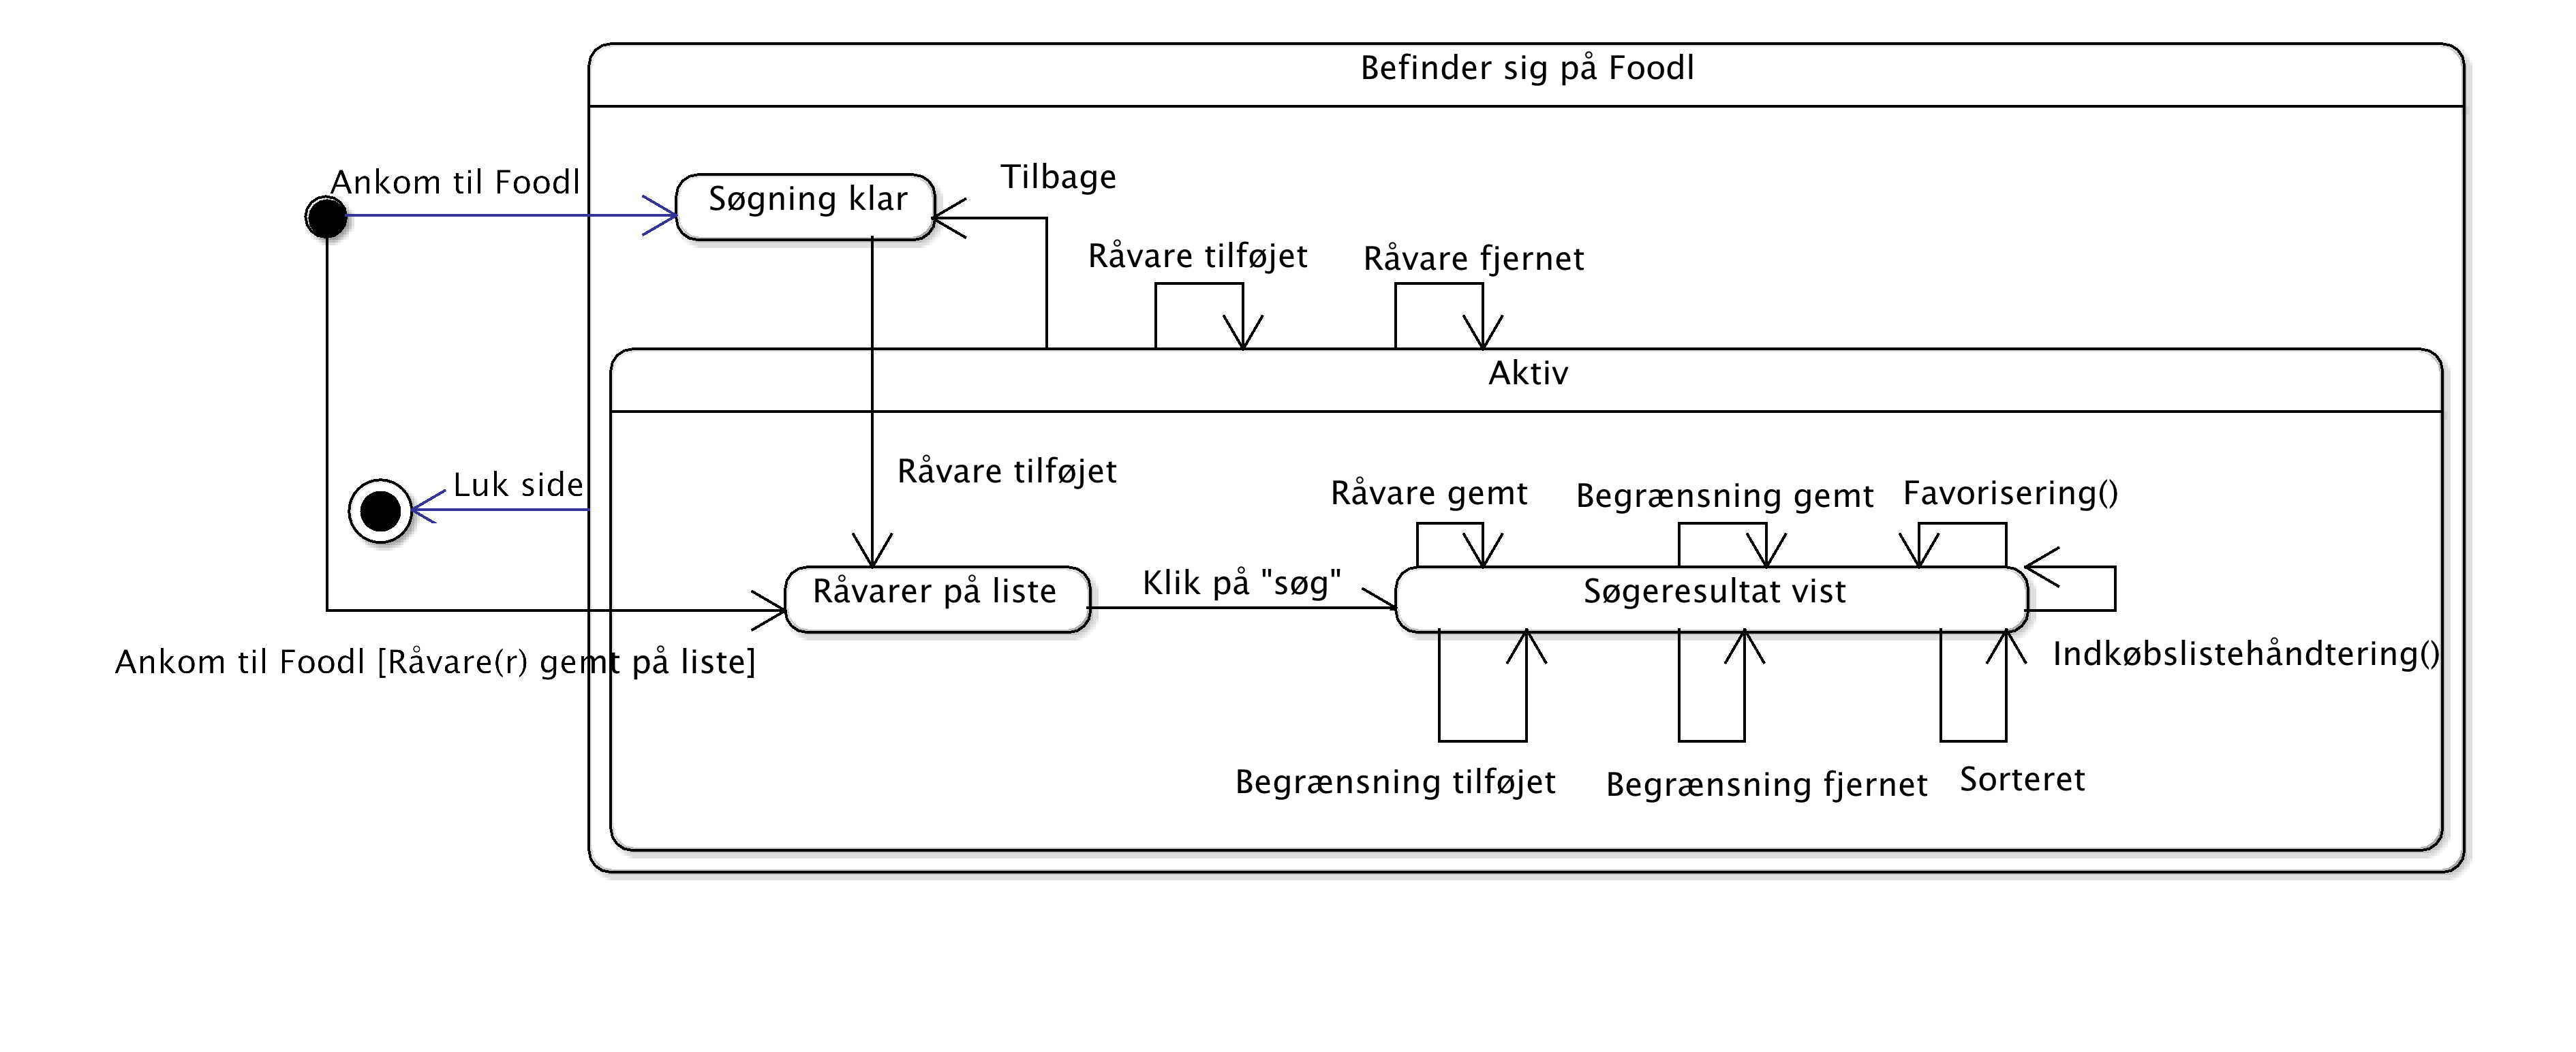 Befinder sig på Foodl
Ankom til Foodl
Søgning klar
Tilbage
Råvare tilføjet
Råvare fjernet
Aktiv
Luk side
Råvare tilføjet
Råvare gemt
Begrænsning gemt
Favorisering()
Råvarer på liste
Klik på "søg"
Søgeresultat vist
Ankom til Foodl [Råvare(r) gemt på liste]
Indkøbslistehåndtering()
Begrænsning tilføjet
Begrænsning fjernet
Sorteret